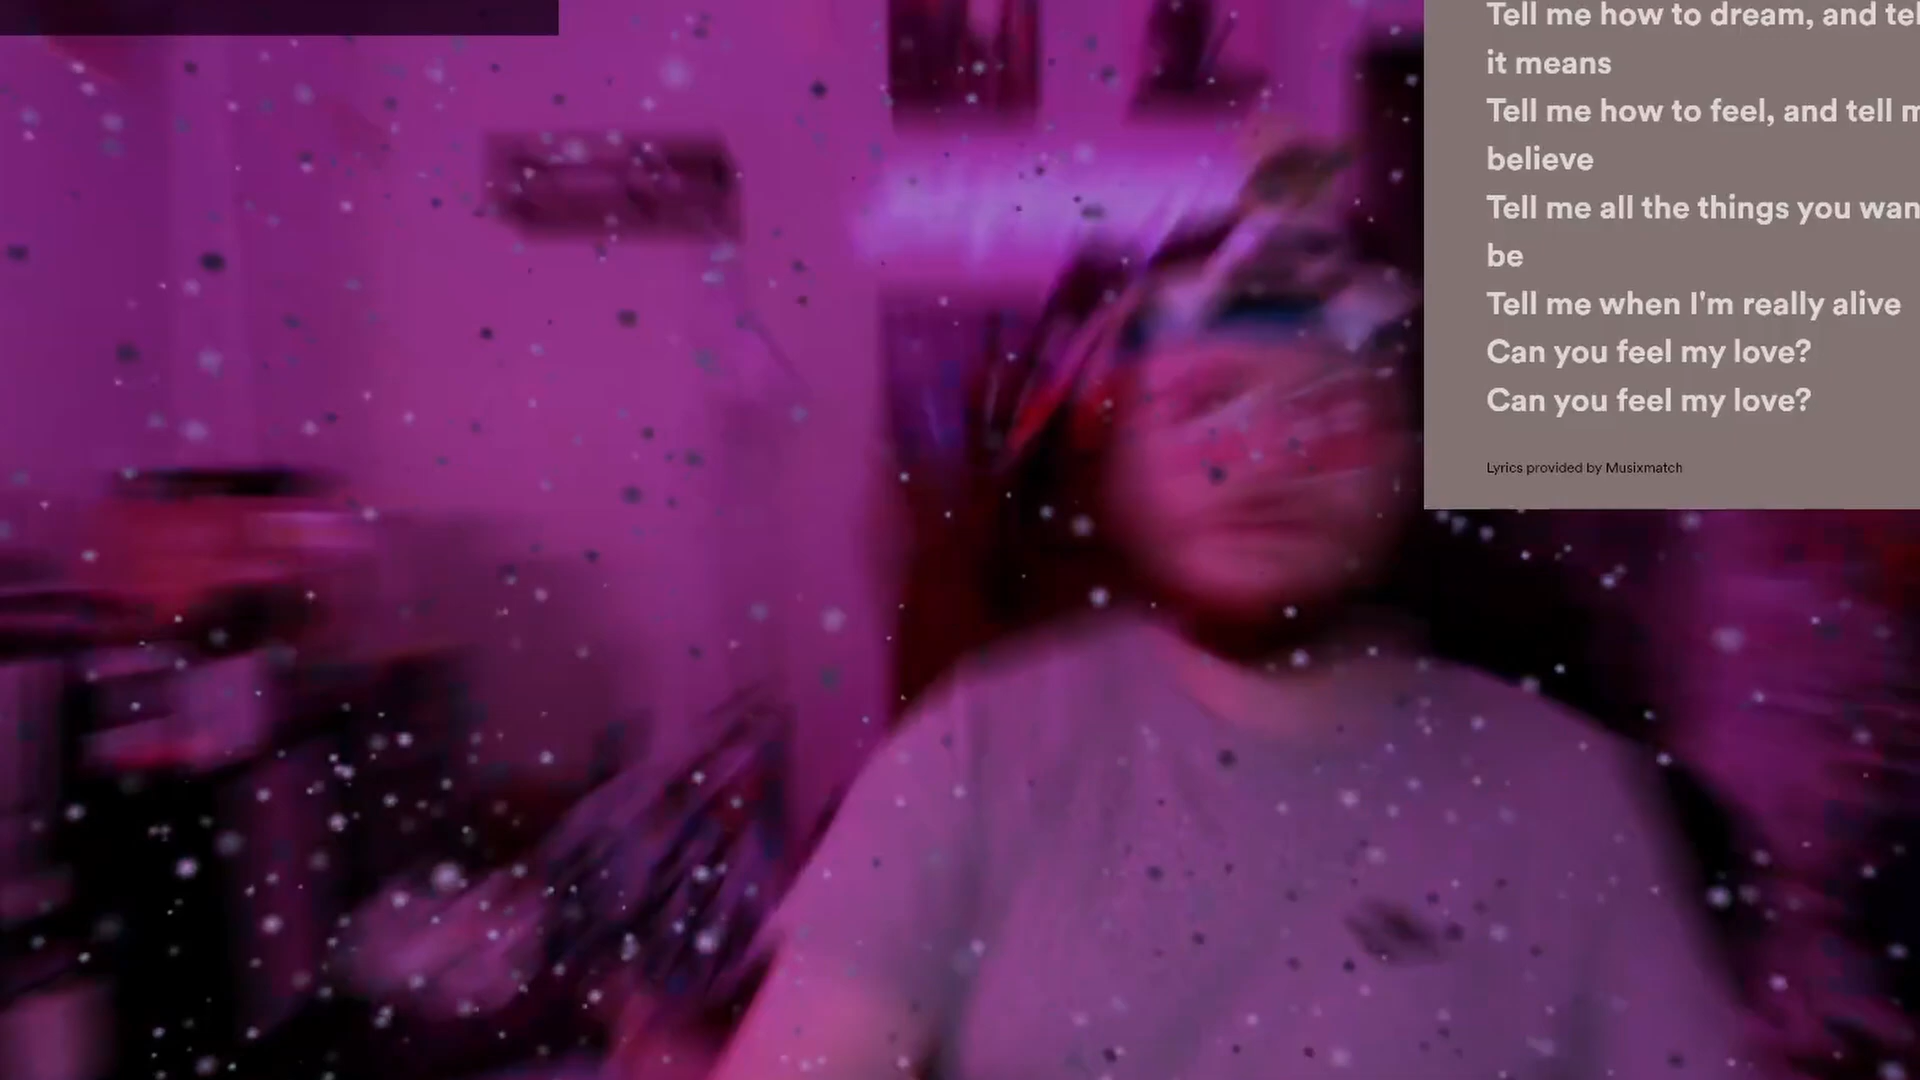 Tell me how to dream, and tel
it means
Tell me how to feel, and tell m
believe
Tell me all the things you wan
be
Tell me when I'm really alive
Can you feel my love?
Can you feel my love?
Lyrics provided by Musixmatch